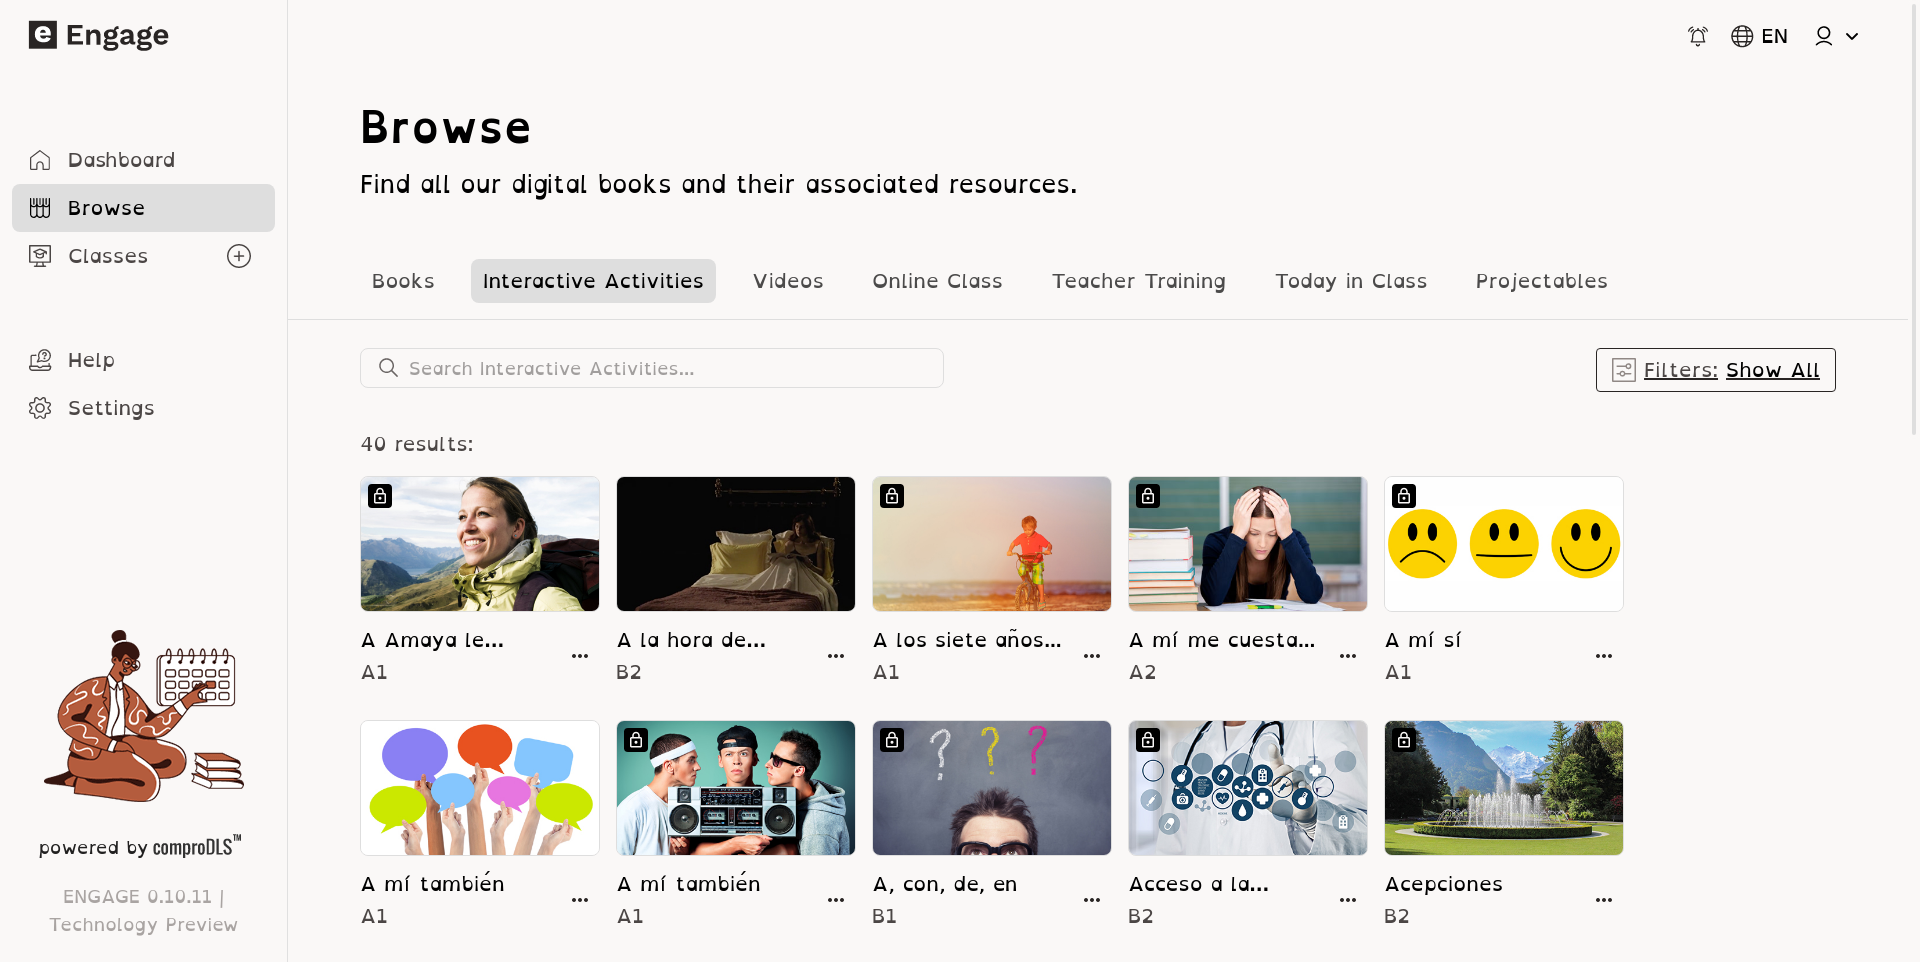 e Engage
EN
Dashboard
Browse
Classes
Help
Settings
powered by comproDLS™
ENGAGE 0.10.11 |
Technology Preview
Browse
Find all our digital books and their associated resources.
Books
Interactive Activities
Videos
Online Class
Teacher Training
Today in Class
Projectables
Search Interactive Activities...
Filters: Show All
40 results:
A Amaya le...
A1
A la hora de...
B2
A los siete años...
A1
A mí me cuesta...
A2
A mí sí
A1
A mí también
A1
A mí también
A1
A, con, de, en
B1
Acceso a la...
B2
Acepciones
B2